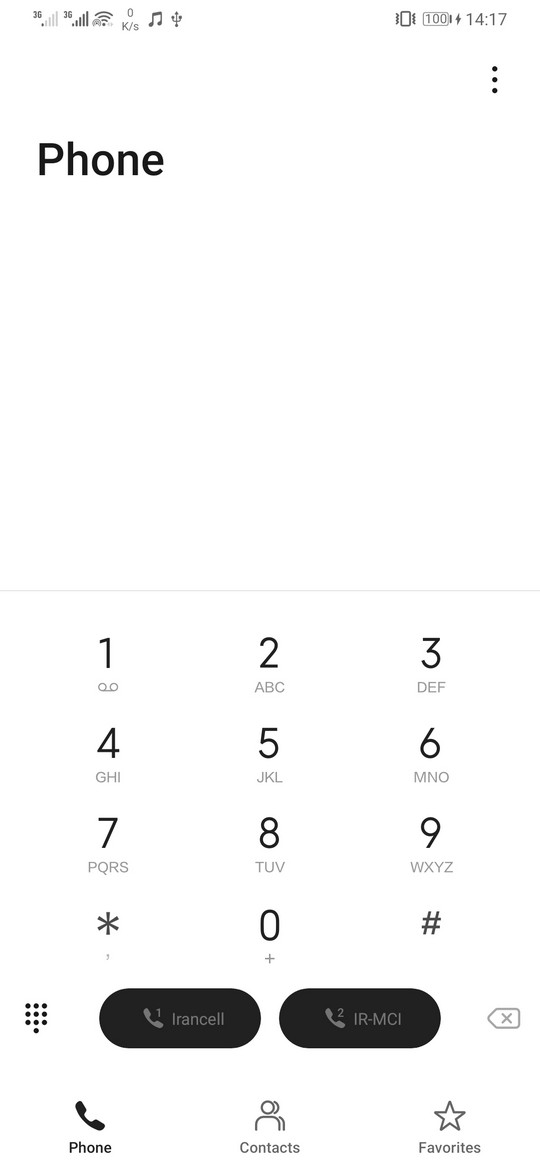 3G 3G 0 K/s 100 14:17
Phone
1 2 3
ABC DEF
4 5 6
GHI JKL MNO
7 8 9
PQRS TUV WXYZ
* 0 #
, +
1 Irancell 2 IR-MCI
Phone Contacts Favorites